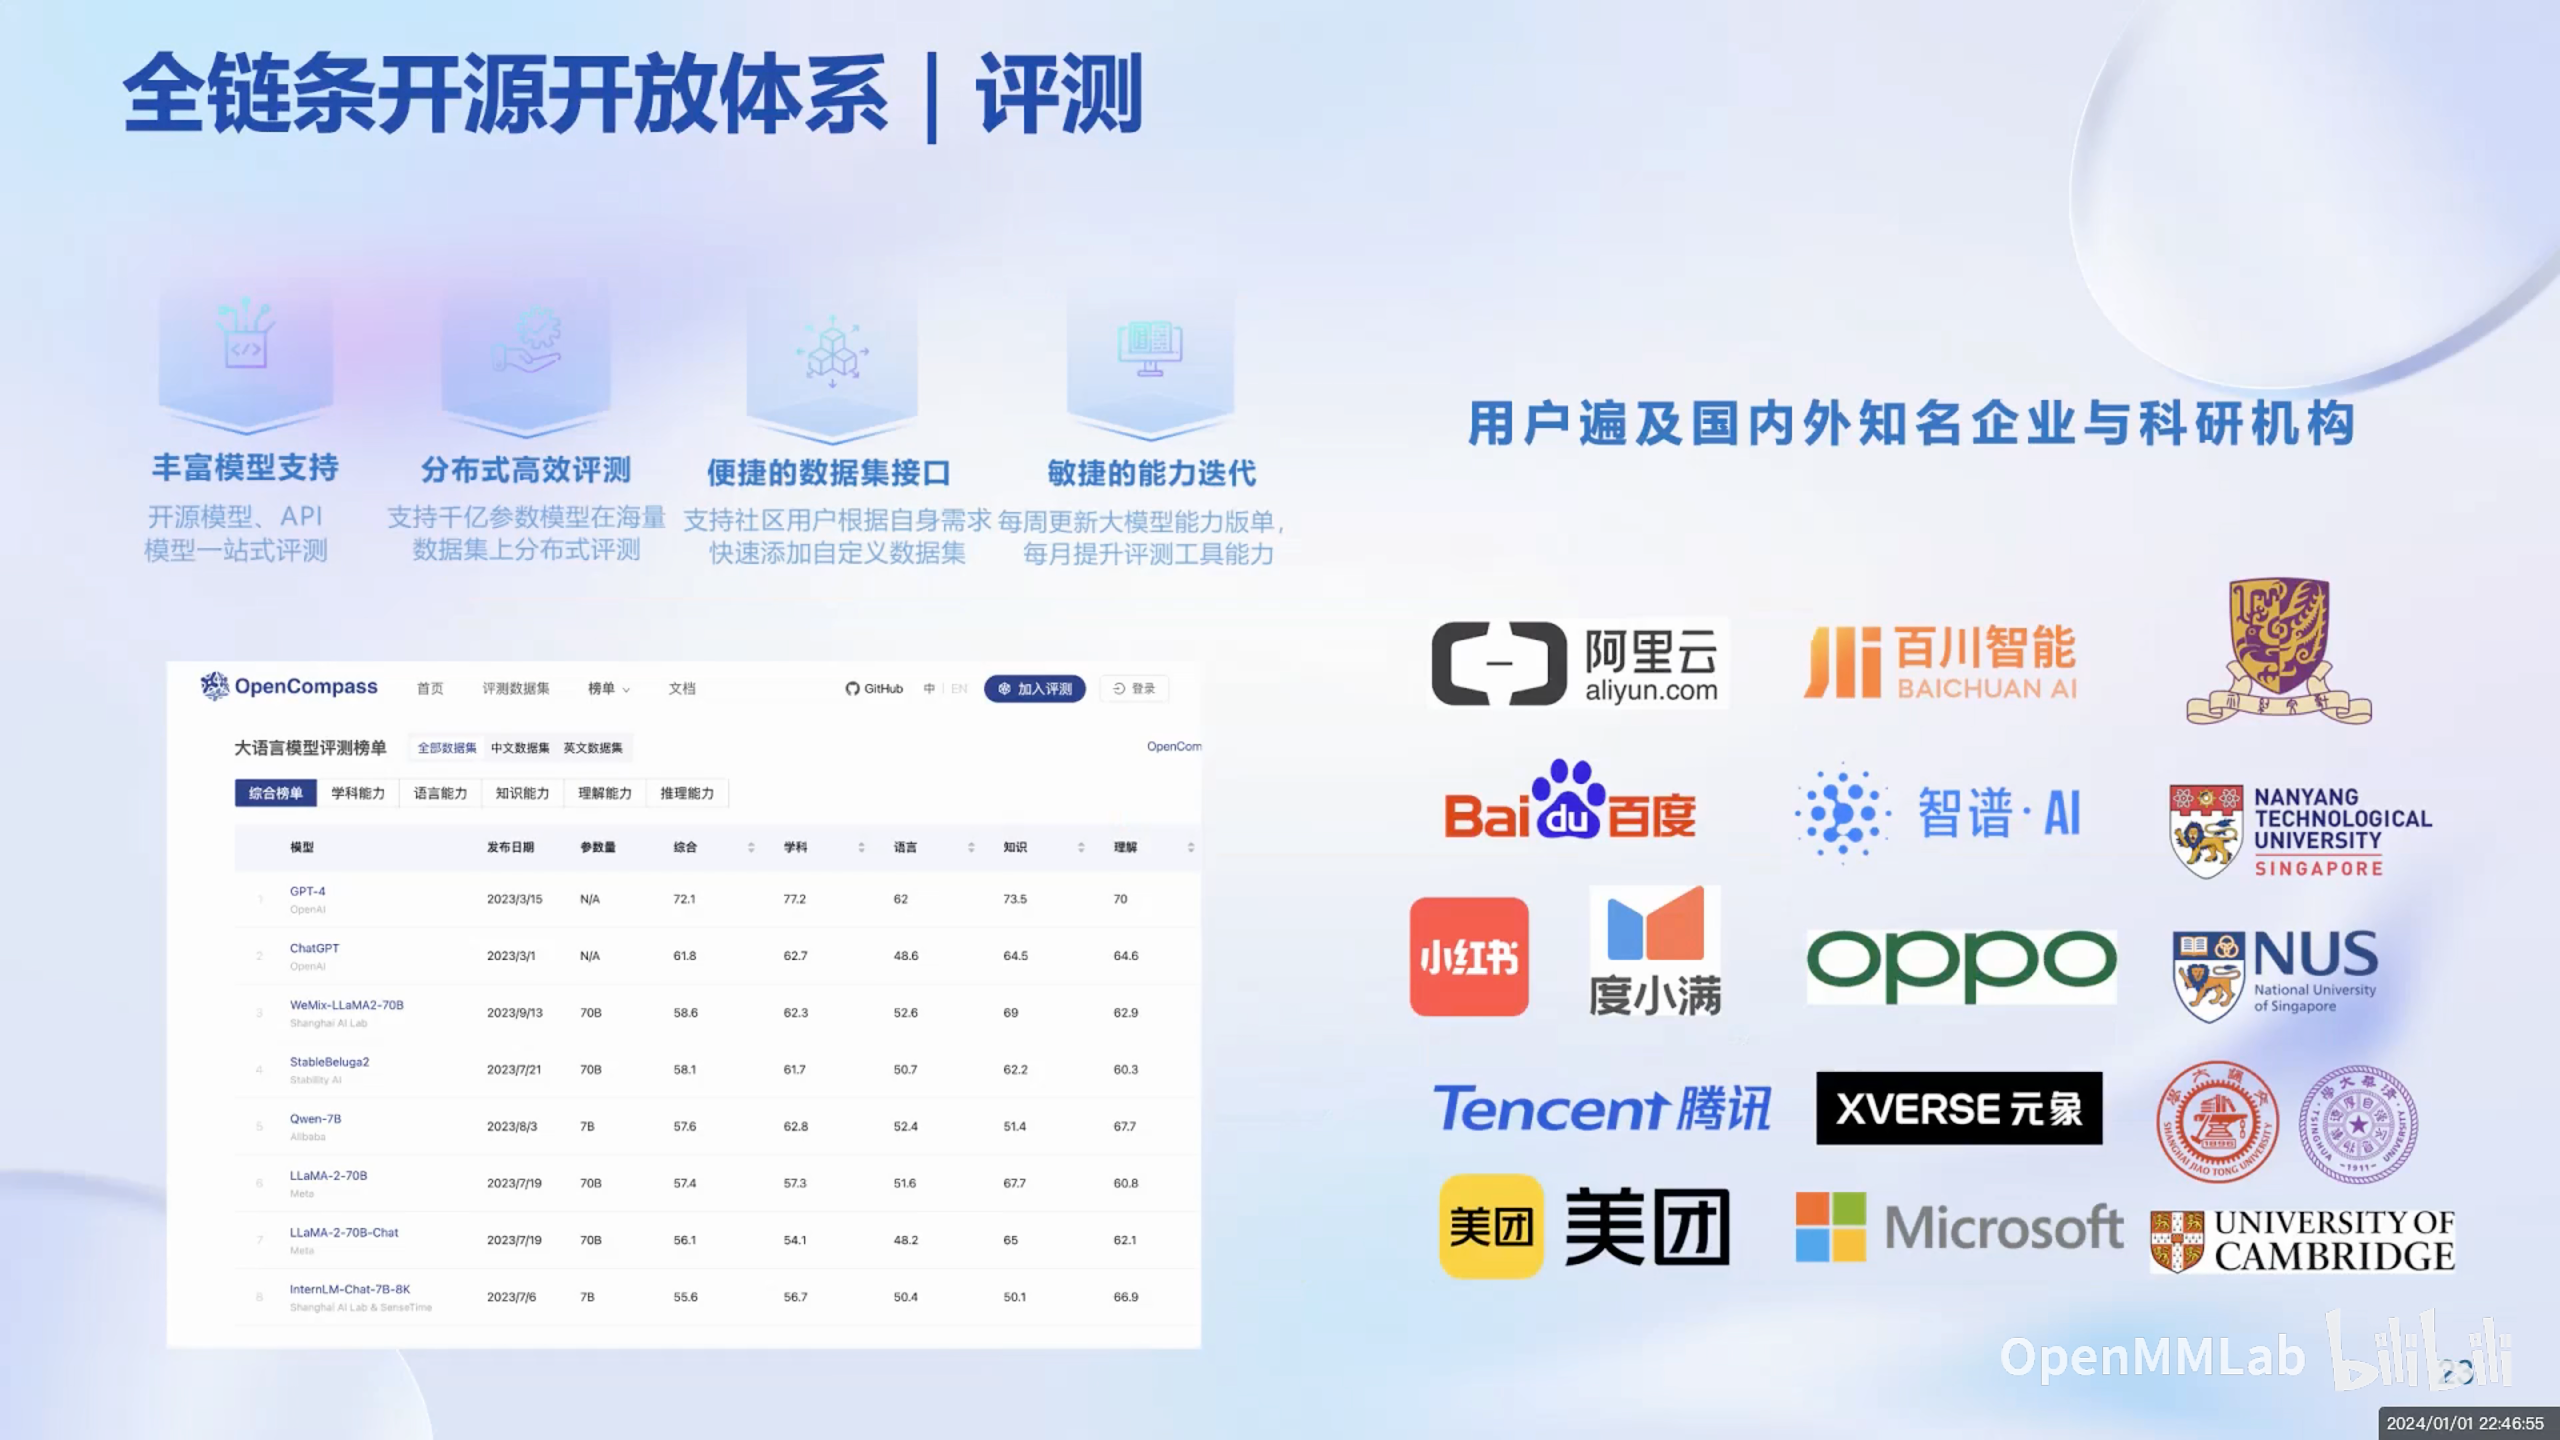 全链条开源开放体系 | 评测
丰富模型支持
开源模型、API
模型一站式评测
分布式高效评测
支持千亿参数模型在海量
数据集上分布式评测
便捷的数据集接口
支持社区用户根据自身需求
快速添加自定义数据集
敏捷的能力迭代
每周更新大模型能力版单，
每月提升评测工具能力
OpenCompass 首页 评测数据集 榜单 文档 GitHub 中 | EN 加入评测 登录
大语言模型评测榜单 全部数据集 中文数据集 英文数据集 OpenCom
综合榜单 学科能力 语言能力 知识能力 理解能力 推理能力
模型 发布日期 参数量 综合 学科 语言 知识 理解
1 GPT-4 2023/3/15 N/A 72.1 77.2 62 73.5 70
OpenAI
2 ChatGPT 2023/3/1 N/A 61.8 62.7 48.6 64.5 64.6
OpenAI
3 WeMix-LLaMA2-70B 2023/9/13 70B 58.6 62.3 52.6 69 62.9
Shanghai AI Lab
4 StableBeluga2 2023/7/21 70B 58.1 61.7 50.7 62.2 60.3
Stability AI
5 Qwen-7B 2023/8/3 7B 57.6 62.8 52.4 51.4 67.7
Alibaba
6 LLaMA-2-70B 2023/7/19 70B 57.4 57.3 51.6 67.7 60.8
Meta
7 LLaMA-2-70B-Chat 2023/7/19 70B 56.1 54.1 48.2 65 62.1
Meta
8 InternLM-Chat-7B-8K 2023/7/6 7B 55.6 56.7 50.4 50.1 66.9
Shanghai AI Lab & SenseTime
用户遍及国内外知名企业与科研机构
阿里云
aliyun.com
百川智能
BAICHUAN AI
Bai du 百度
智谱·AI
NANYANG
TECHNOLOGICAL
UNIVERSITY
SINGAPORE
小红书
度小满
oppo
NUS
National University
of Singapore
Tencent 腾讯
XVERSE 元象
SHANGHAI JIAO TONG UNIVERSITY
1896
TSINGHUA UNIVERSITY
-1911-
美团 美团
Microsoft
UNIVERSITY OF
CAMBRIDGE
OpenMMLab bilibili
23
2024/01/01 22:46:55